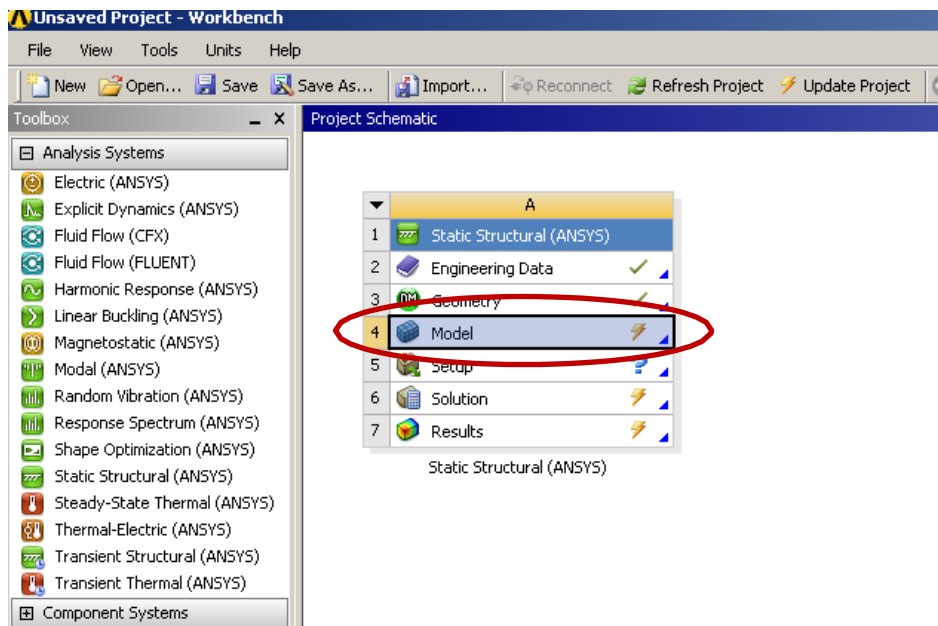 Unsaved Project - Workbench
File View Tools Units Help
New Open... Save Save As... Import... Reconnect Refresh Project Update Project
Toolbox
Project Schematic
Analysis Systems
Electric (ANSYS)
Explicit Dynamics (ANSYS)
Fluid Flow (CFX)
Fluid Flow (FLUENT)
Harmonic Response (ANSYS)
Linear Buckling (ANSYS)
Magnetostatic (ANSYS)
Modal (ANSYS)
Random Vibration (ANSYS)
Response Spectrum (ANSYS)
Shape Optimization (ANSYS)
Static Structural (ANSYS)
Steady-State Thermal (ANSYS)
Thermal-Electric (ANSYS)
Transient Structural (ANSYS)
Transient Thermal (ANSYS)
Component Systems
A
1 Static Structural (ANSYS)
2 Engineering Data
3 DM Geometry
4 Model
5 Setup
6 Solution
7 Results
Static Structural (ANSYS)